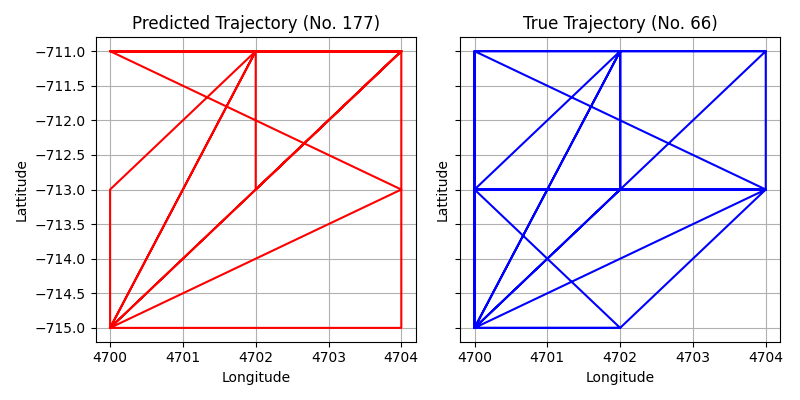 Predicted Trajectory (No. 177)
True Trajectory (No. 66)
−711.0
−711.5
−712.0
−712.5
−713.0
−713.5
−714.0
−714.5
−715.0
Lattitude
Lattitude
4700 4701 4702 4703 4704
4700 4701 4702 4703 4704
Longitude
Longitude